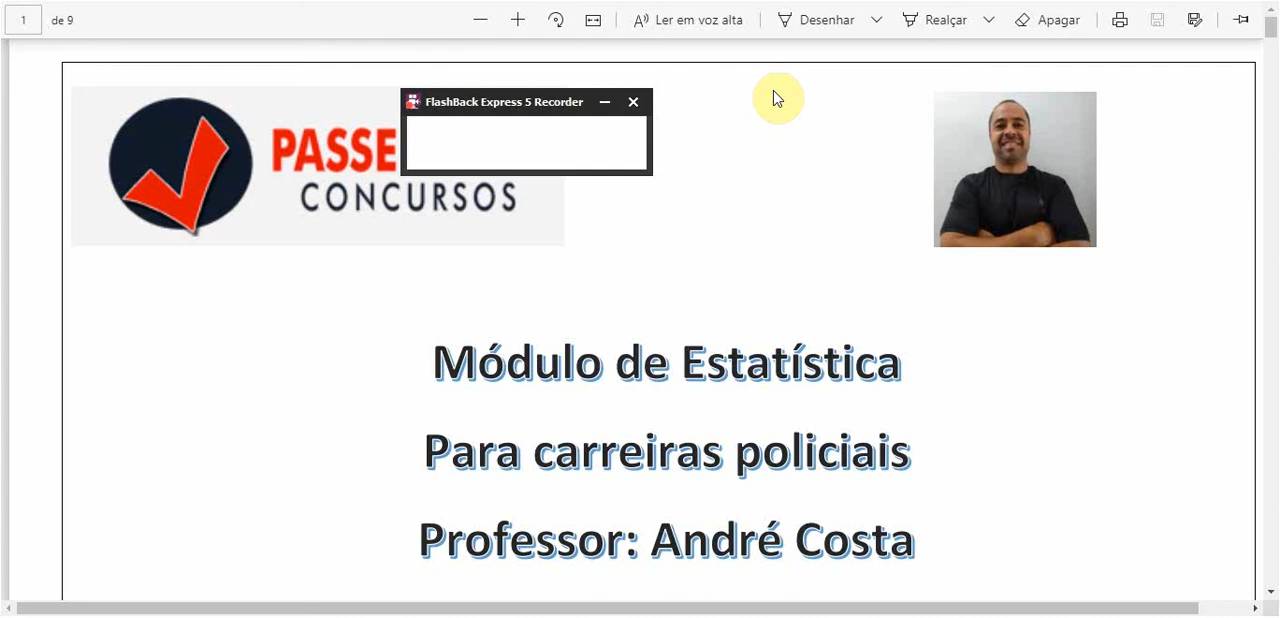 1 de 9 Ler em voz alta Desenhar Realçar Apagar
FlashBack Express 5 Recorder
PASSE
CONCURSOS
Módulo de Estatística
Para carreiras policiais
Professor: André Costa